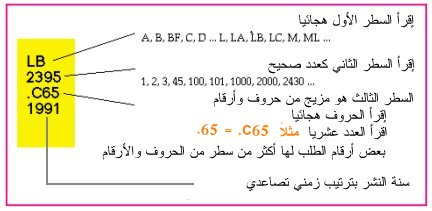 إقرأ السطر الأول هجائيا
A, B, BF, C, D ... L, LA, LB, LC, M, ML ...
إقرأ السطر الثاني كعدد صحيح
1, 2, 3, 45, 100, 101, 1000, 2000, 2430 ...
السطر الثالث هو مزيج من حروف وأرقام
إقرأ الحروف هجائيا
اقرأ العدد عشريا مثلاً C65. = 65.
بعض أرقام الطلب لها أكثر من سطر من الحروف والأرقام
سنة النشر بترتيب زمني تصاعدي
LB
2395
.C65
1991